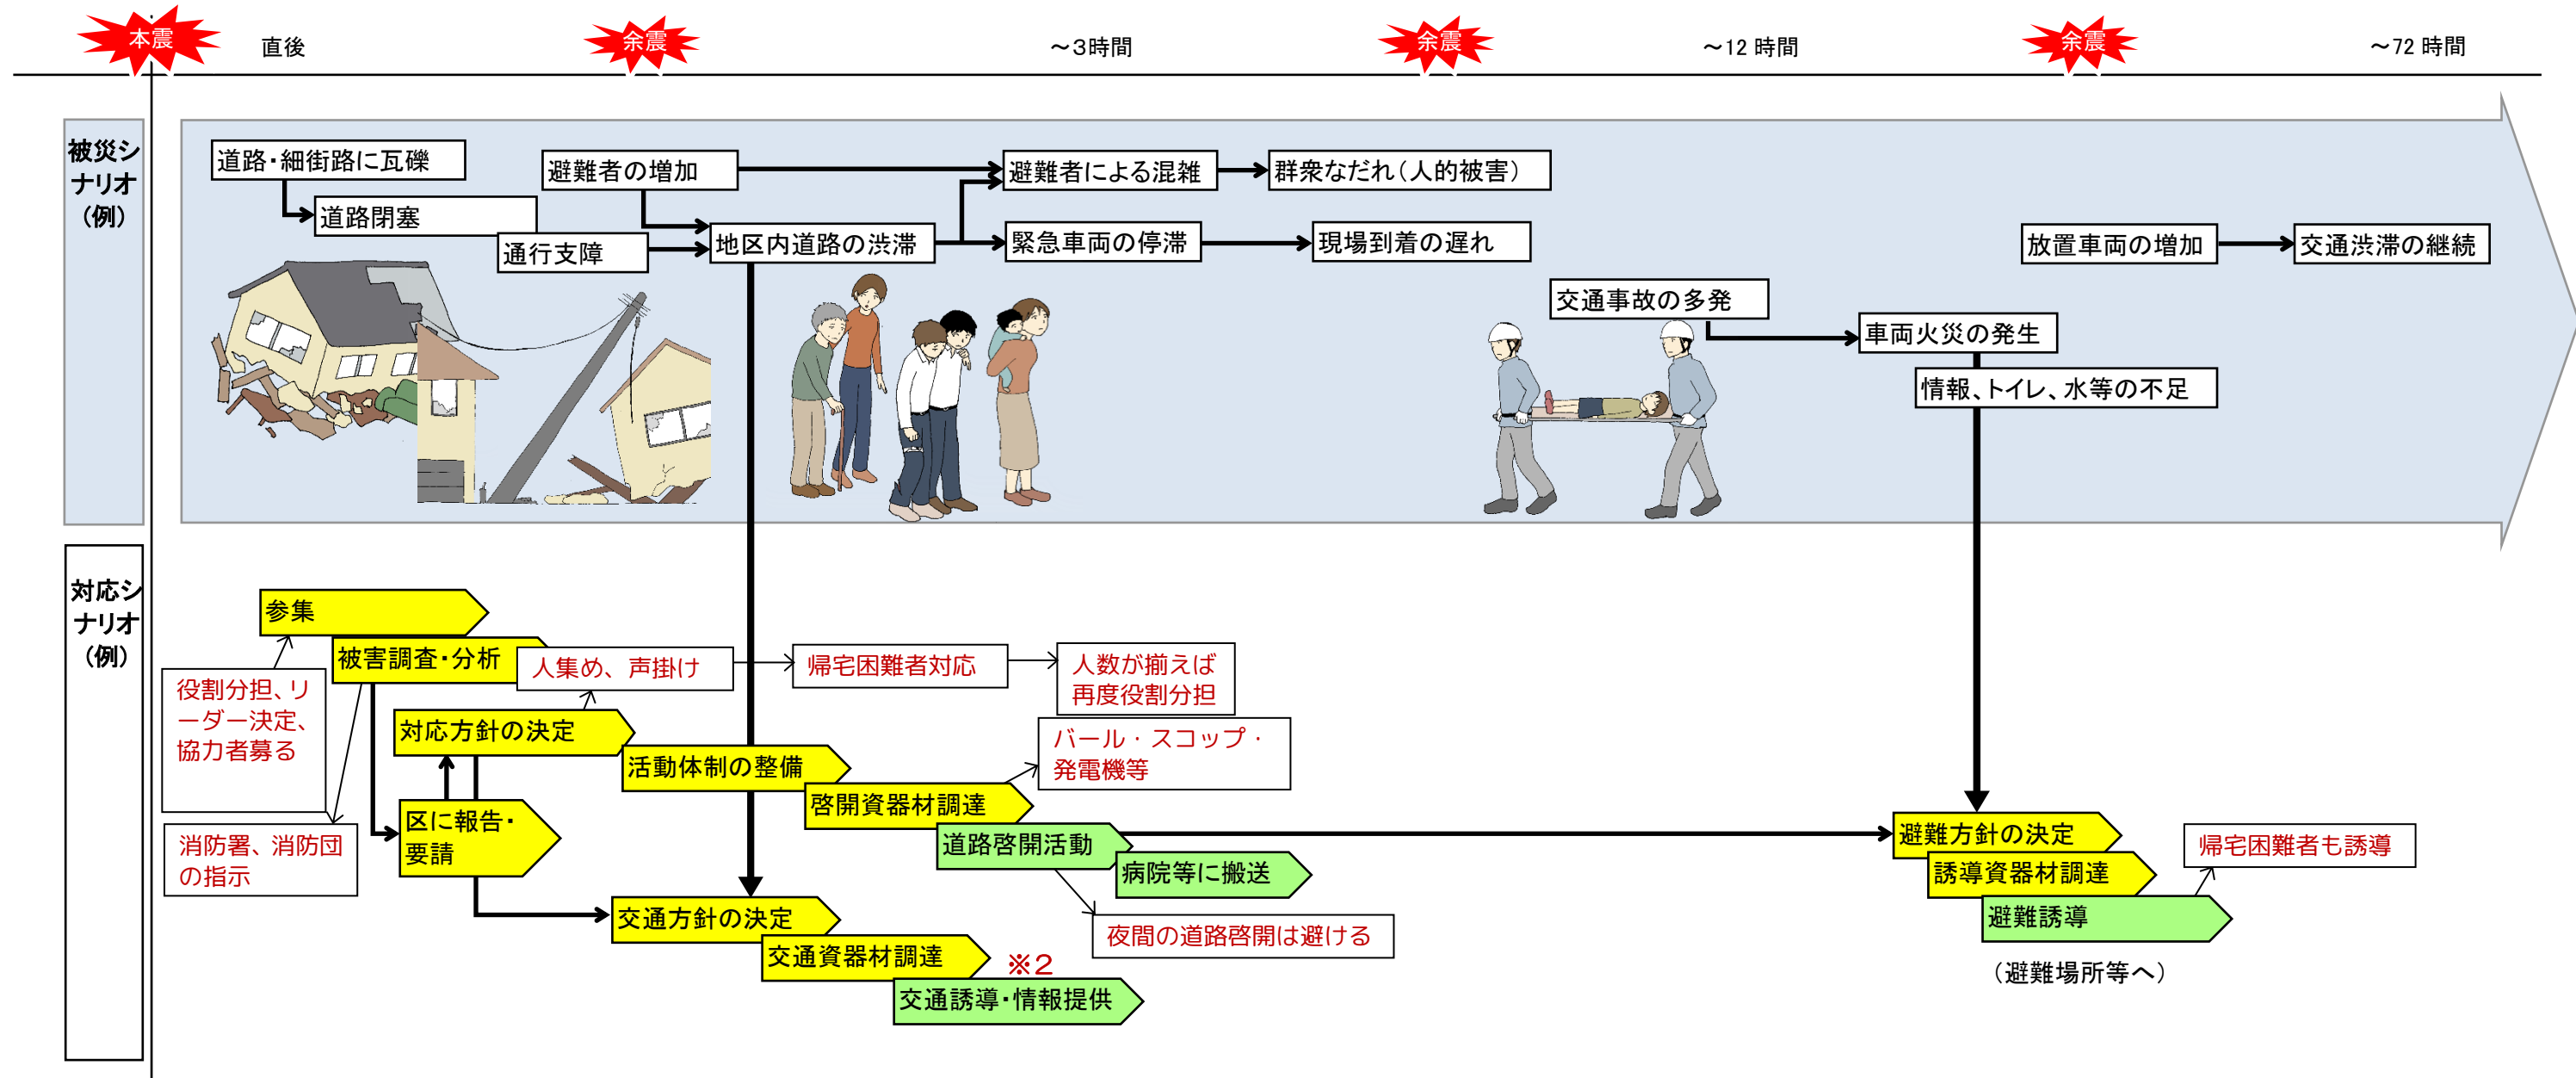 本震
直後
余震
～3時間
余震
～12 時間
余震
～72 時間
被災シ
ナリオ
（例）
道路・細街路に瓦礫
道路閉塞
避難者の増加
通行支障
地区内道路の渋滞
避難者による混雑
群衆なだれ（人的被害）
緊急車両の停滞
現場到着の遅れ
交通事故の多発
車両火災の発生
情報、トイレ、水等の不足
放置車両の増加
交通渋滞の継続
対応シ
ナリオ
（例）
参集
被害調査・分析
人集め、声掛け
帰宅困難者対応
人数が揃えば
再度役割分担
役割分担、リ
ーダー決定、
協力者募る
対応方針の決定
活動体制の整備
バール・スコップ・
発電機等
啓開資器材調達
区に報告・
要請
消防署、消防団
の指示
道路啓開活動
病院等に搬送
夜間の道路啓開は避ける
交通方針の決定
交通資器材調達
※2
交通誘導・情報提供
避難方針の決定
誘導資器材調達
避難誘導
帰宅困難者も誘導
（避難場所等へ）